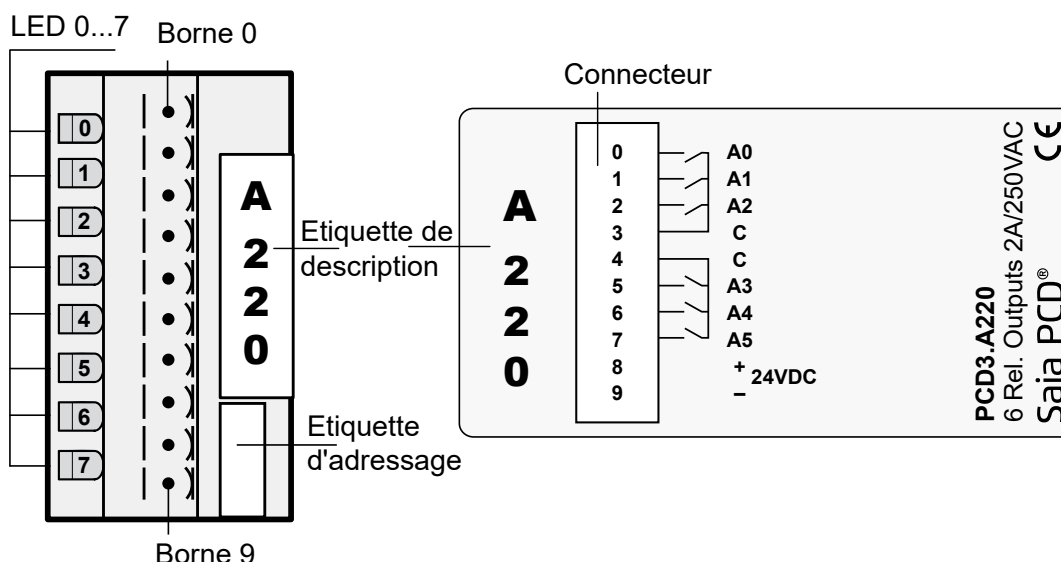 LED 0...7
Borne 0
0
1
2
3
4
5
6
7
A
2
2
0
Etiquette de
description
Etiquette
d'adressage
Borne 9
Connecteur
A
2
2
0
0 A0
1 A1
2 A2
3 C
4 C
5 A3
6 A4
7 A5
8 +
24VDC
9 –
PCD3.A220
6 Rel. Outputs 2A/250VAC
Saia PCD®
CE